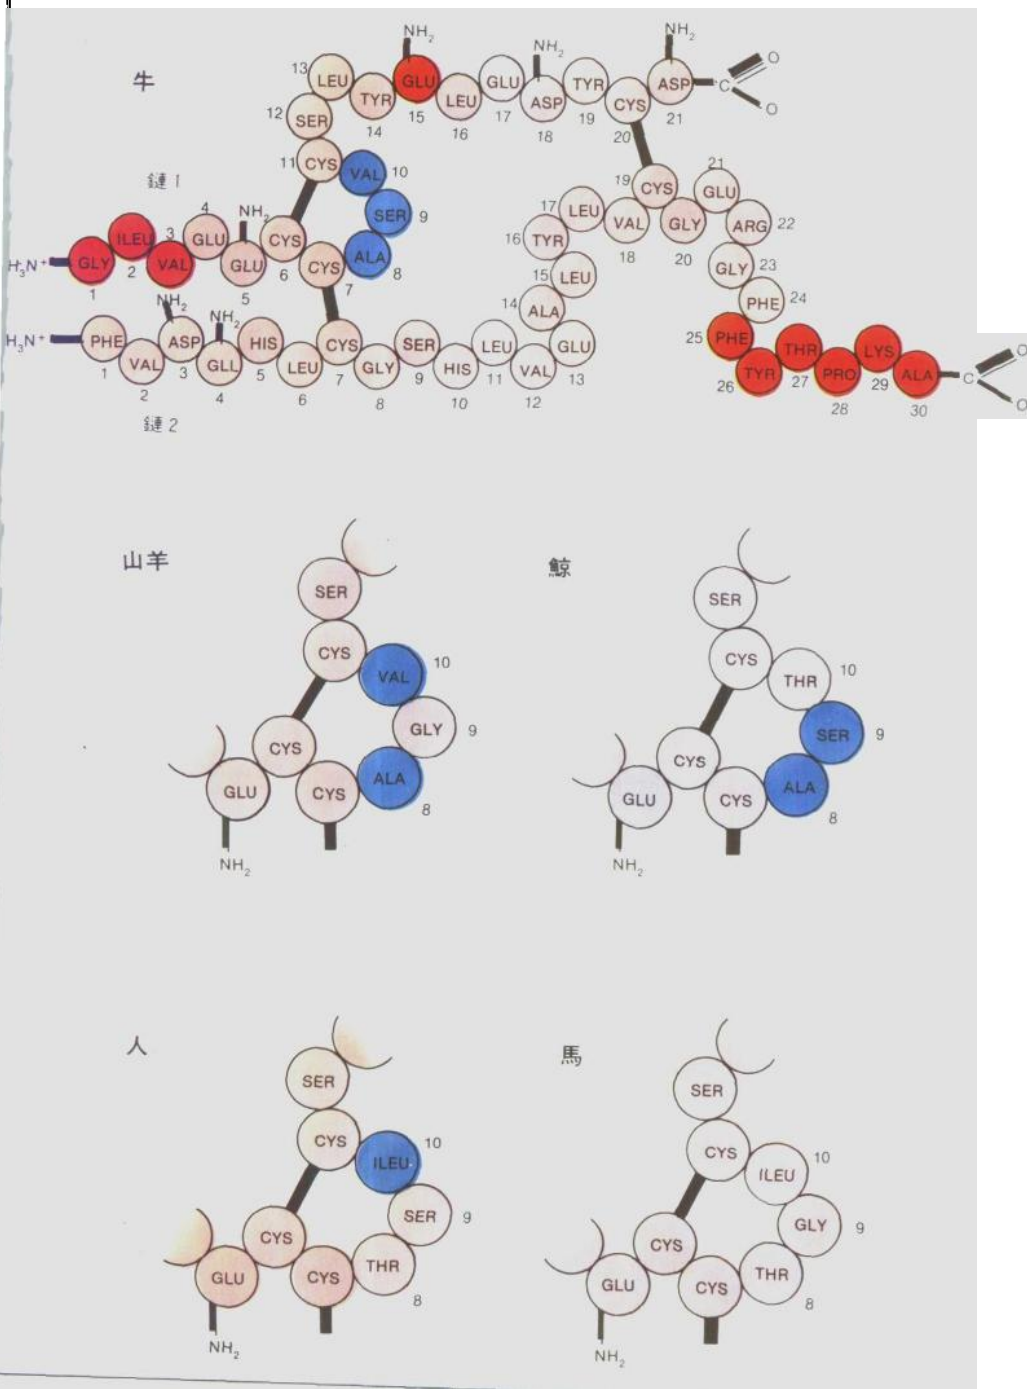 牛
鏈1
H₃N⁺
GLY 1
ILEU 2
VAL 3
GLU 4
GLU 5 NH₂
CYS 6
CYS 7
ALA 8
SER 9
VAL 10
CYS 11
SER 12
LEU 13
TYR 14
GLU 15 NH₂
LEU 16
GLU 17
ASP 18 NH₂
TYR 19
CYS 20
ASP 21 NH₂
C
O
O
鏈2
H₃N⁺
PHE 1
VAL 2
ASP 3 NH₂
GLL 4 NH₂
HIS 5
LEU 6
CYS 7
GLY 8
SER 9
HIS 10
LEU 11
VAL 12
GLU 13
ALA 14
LEU 15
TYR 16
LEU 17
VAL 18
CYS 19
GLY 20
GLU 21
ARG 22
GLY 23
PHE 24
PHE 25
TYR 26
THR 27
PRO 28
LYS 29
ALA 30
C
O
O
山羊
SER
CYS
VAL 10
GLY 9
ALA 8
CYS
CYS
GLU
NH₂
鯨
SER
CYS
THR 10
SER 9
ALA 8
CYS
CYS
GLU
NH₂
人
SER
CYS
ILEU 10
SER 9
THR 8
CYS
CYS
GLU
NH₂
馬
SER
CYS
ILEU 10
GLY 9
THR 8
CYS
CYS
GLU
NH₂